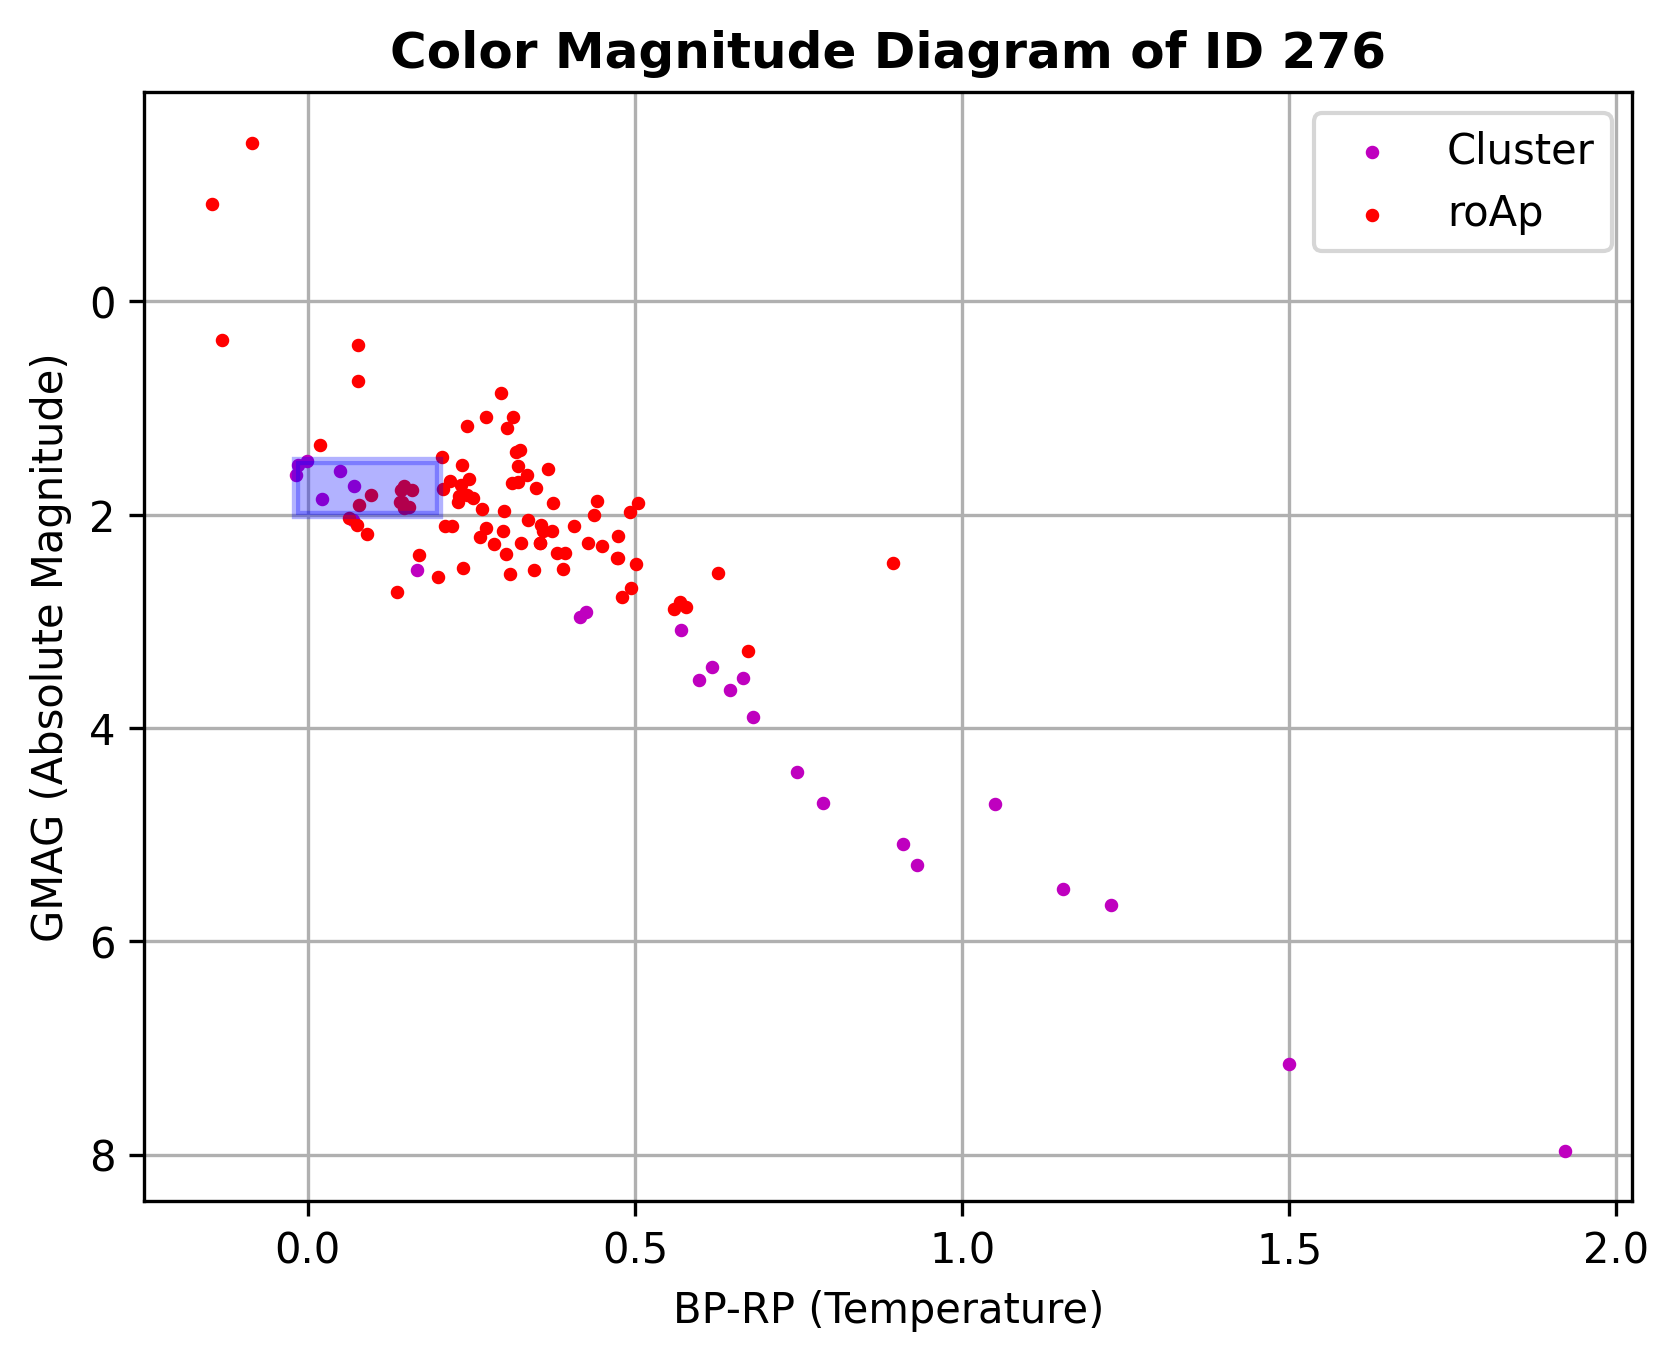 Color Magnitude Diagram of ID 276
Cluster
roAp
GMAG (Absolute Magnitude)
0
2
4
6
8
0.0 0.5 1.0 1.5 2.0
BP-RP (Temperature)